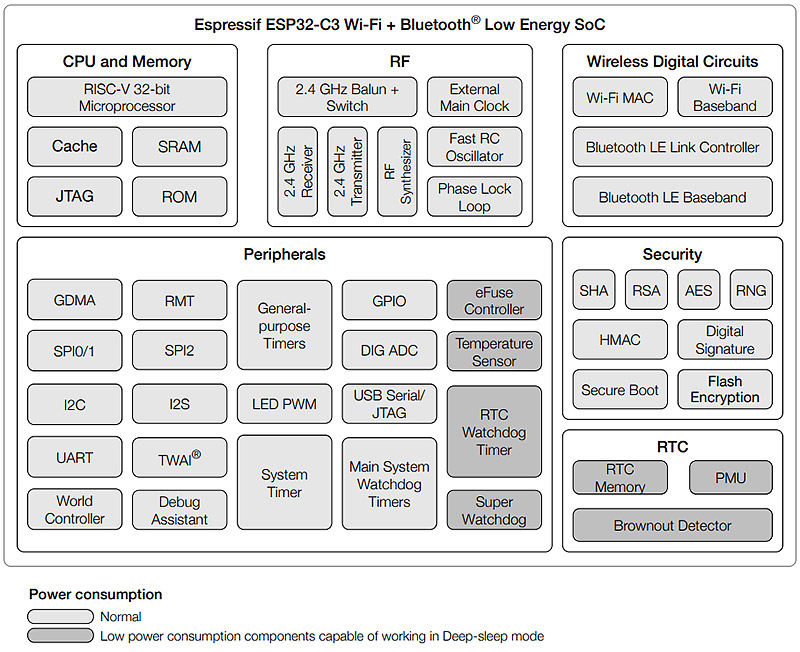 Espressif ESP32-C3 Wi-Fi + Bluetooth® Low Energy SoC
CPU and Memory
RISC-V 32-bit
Microprocessor
Cache
SRAM
JTAG
ROM
RF
2.4 GHz Balun +
Switch
External
Main Clock
2.4 GHz
Receiver
2.4 GHz
Transmitter
RF
Synthesizer
Fast RC
Oscillator
Phase Lock
Loop
Wireless Digital Circuits
Wi-Fi MAC
Wi-Fi
Baseband
Bluetooth LE Link Controller
Bluetooth LE Baseband
Peripherals
GDMA
RMT
General-
purpose
Timers
GPIO
eFuse
Controller
SPI0/1
SPI2
DIG ADC
Temperature
Sensor
I2C
I2S
LED PWM
USB Serial/
JTAG
RTC
Watchdog
Timer
UART
TWAI®
System
Timer
Main System
Watchdog
Timers
World
Controller
Debug
Assistant
Super
Watchdog
Security
SHA
RSA
AES
RNG
HMAC
Digital
Signature
Secure Boot
Flash
Encryption
RTC
RTC
Memory
PMU
Brownout Detector
Power consumption
Normal
Low power consumption components capable of working in Deep-sleep mode